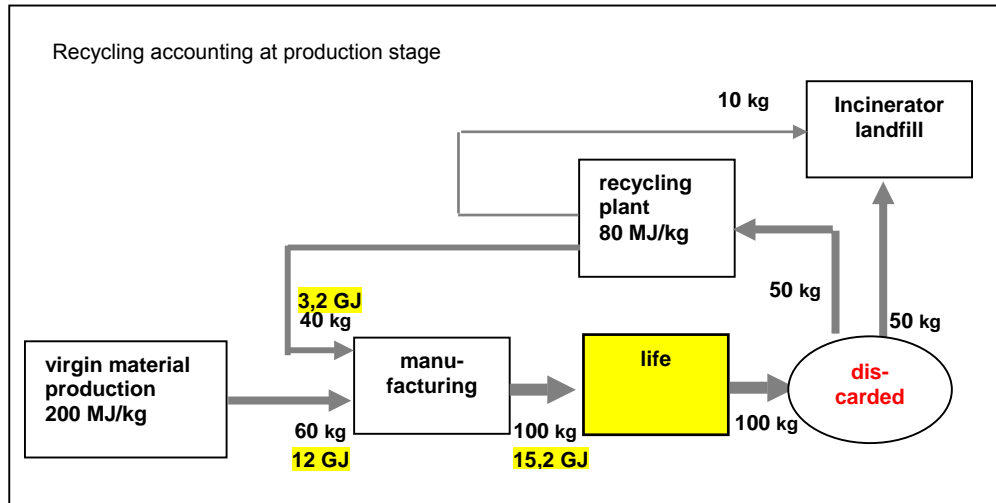 Recycling accounting at production stage
10 kg
Incinerator
landfill
recycling
plant
80 MJ/kg
50 kg
50 kg
3,2 GJ
40 kg
virgin material
production
200 MJ/kg
manu-
facturing
life
dis-
carded
60 kg
12 GJ
100 kg
15,2 GJ
100 kg